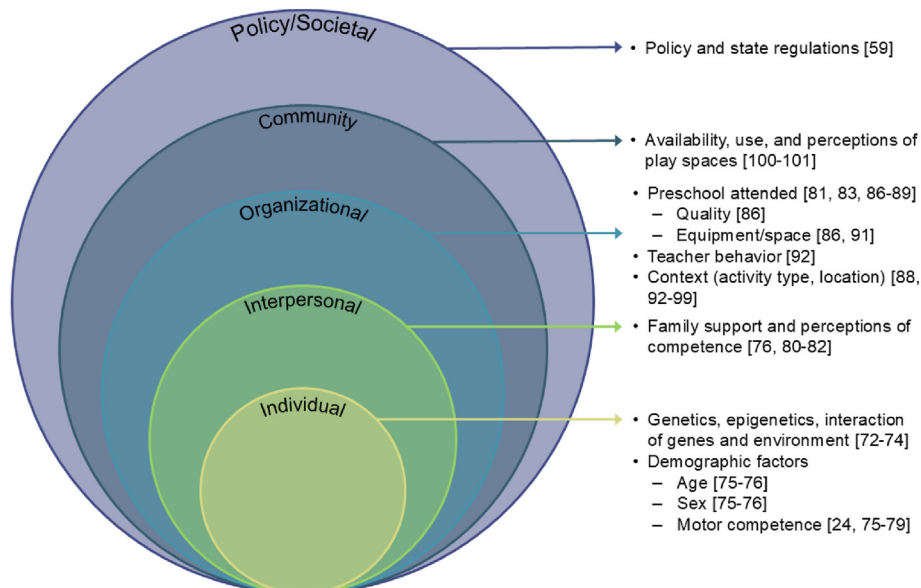 Policy/Societal
• Policy and state regulations [59]
Community
• Availability, use, and perceptions of
play spaces [100-101]
Organizational
• Preschool attended [81, 83, 86-89]
– Quality [86]
– Equipment/space [86, 91]
• Teacher behavior [92]
• Context (activity type, location) [88,
92-99]
Interpersonal
• Family support and perceptions of
competence [76, 80-82]
Individual
• Genetics, epigenetics, interaction
of genes and environment [72-74]
• Demographic factors
– Age [75-76]
– Sex [75-76]
– Motor competence [24, 75-79]